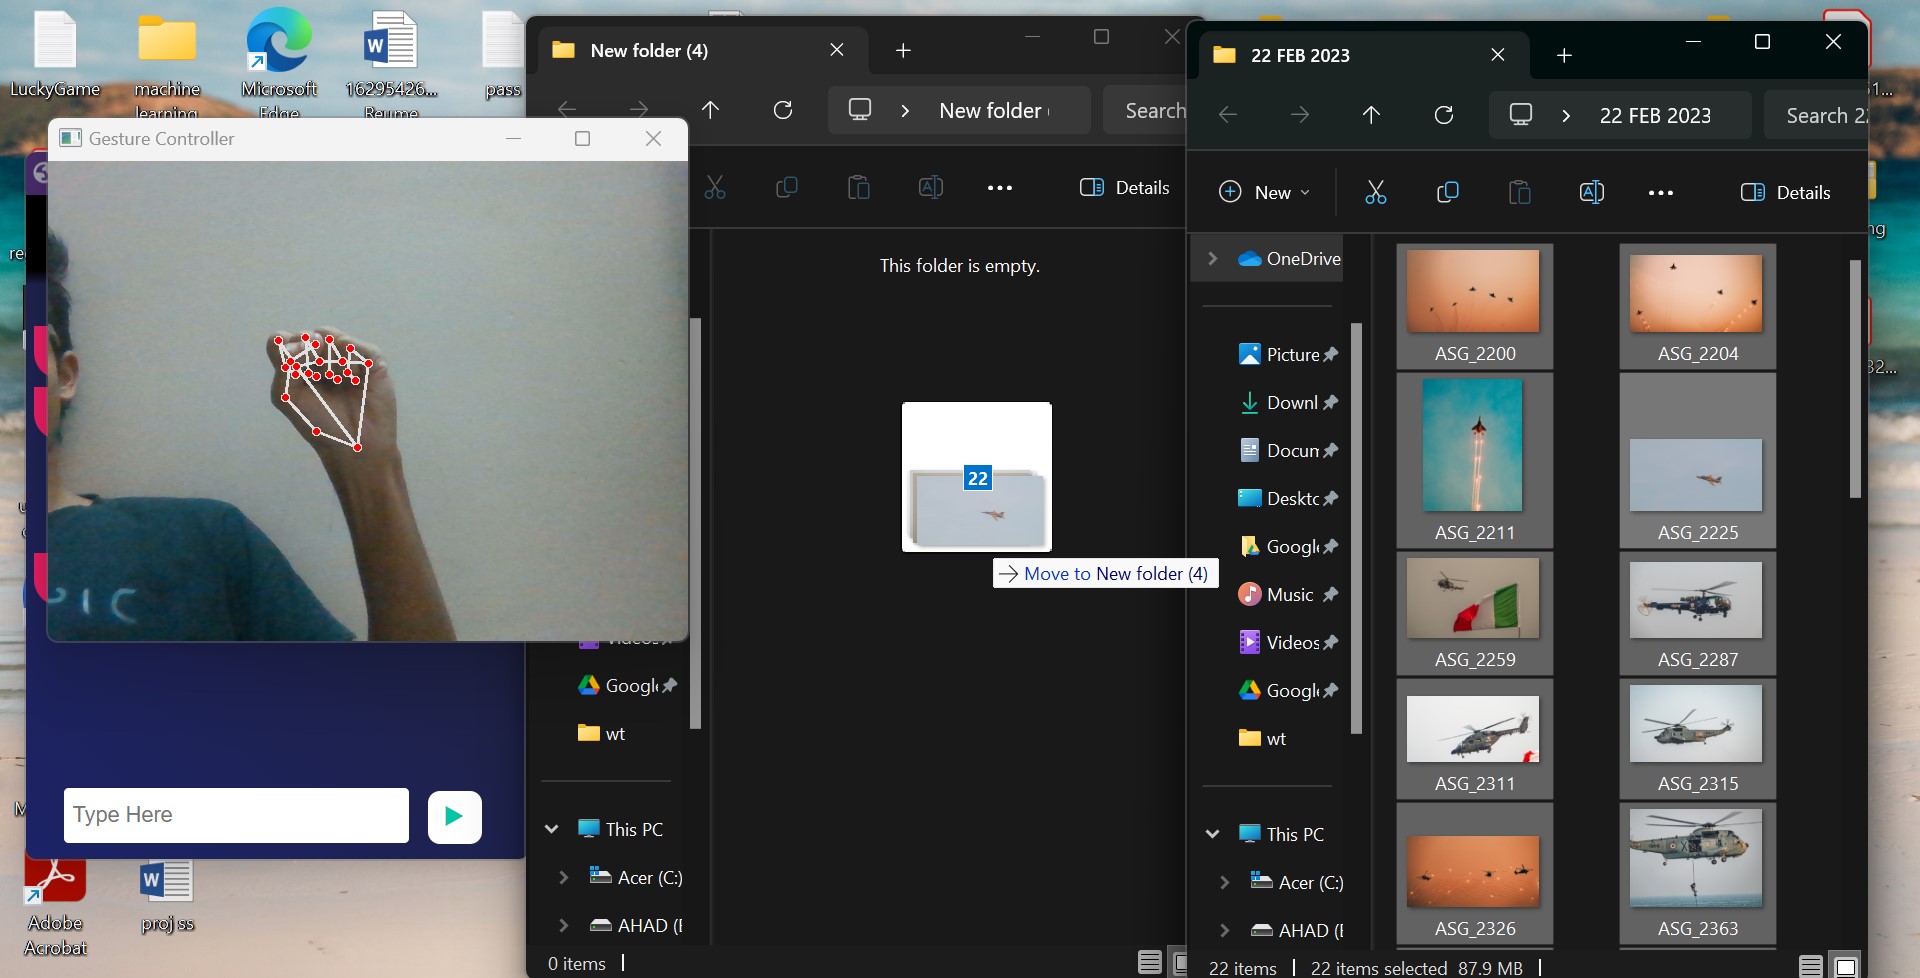 LuckyGame
machine
learning
Microsoft
Edge
16295426...
Reume
pass
Gesture Controller
PIC
Type Here
Adobe
Acrobat
proj ss
New folder (4)
New folder
Search
Details
This folder is empty.
22
Move to New folder (4)
Videos
Googl
wt
This PC
Acer (C:)
AHAD (E
0 items
22 FEB 2023
22 FEB 2023
Search 22
New
Details
OneDrive
Picture
Downl
Docum
Deskto
Googl
Music
Videos
Googl
wt
This PC
Acer (C:)
AHAD (E
ASG_2200
ASG_2204
ASG_2211
ASG_2225
ASG_2259
ASG_2287
ASG_2311
ASG_2315
ASG_2326
ASG_2363
22 items
22 items selected 87.9 MB